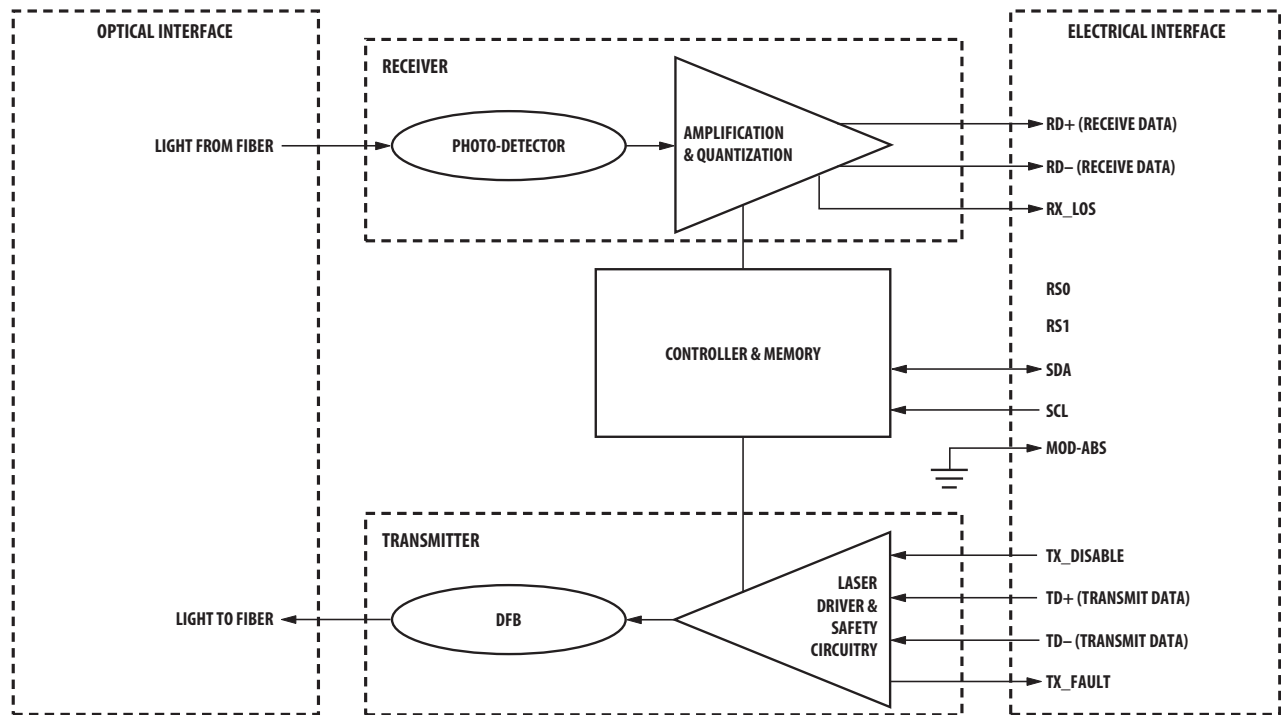 OPTICAL INTERFACE
ELECTRICAL INTERFACE
RECEIVER
LIGHT FROM FIBER
PHOTO-DETECTOR
AMPLIFICATION
& QUANTIZATION
RD+ (RECEIVE DATA)
RD– (RECEIVE DATA)
RX_LOS
RS0
RS1
CONTROLLER & MEMORY
SDA
SCL
MOD-ABS
TRANSMITTER
LIGHT TO FIBER
DFB
LASER
DRIVER &
SAFETY
CIRCUITRY
TX_DISABLE
TD+ (TRANSMIT DATA)
TD– (TRANSMIT DATA)
TX_FAULT